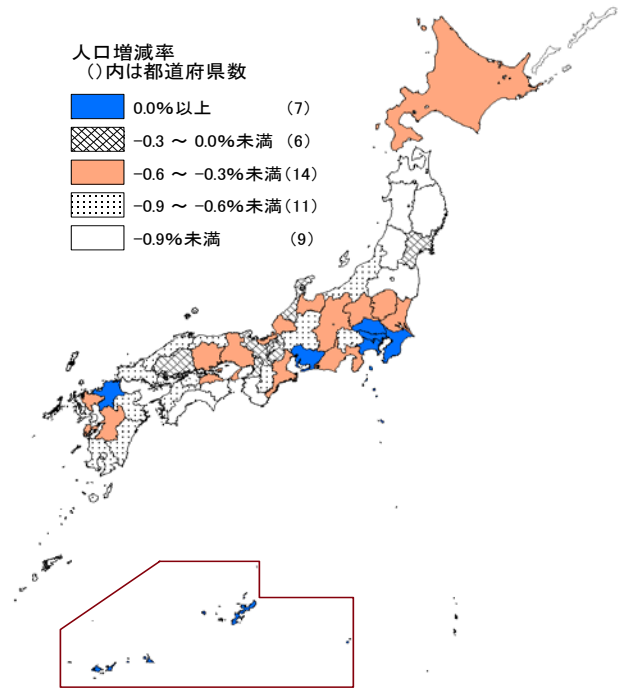 人口増減率
()内は都道府県数
0.0%以上 (7)
-0.3 ～ 0.0%未満 (6)
-0.6 ～ -0.3%未満(14)
-0.9 ～ -0.6%未満(11)
-0.9%未満 (9)